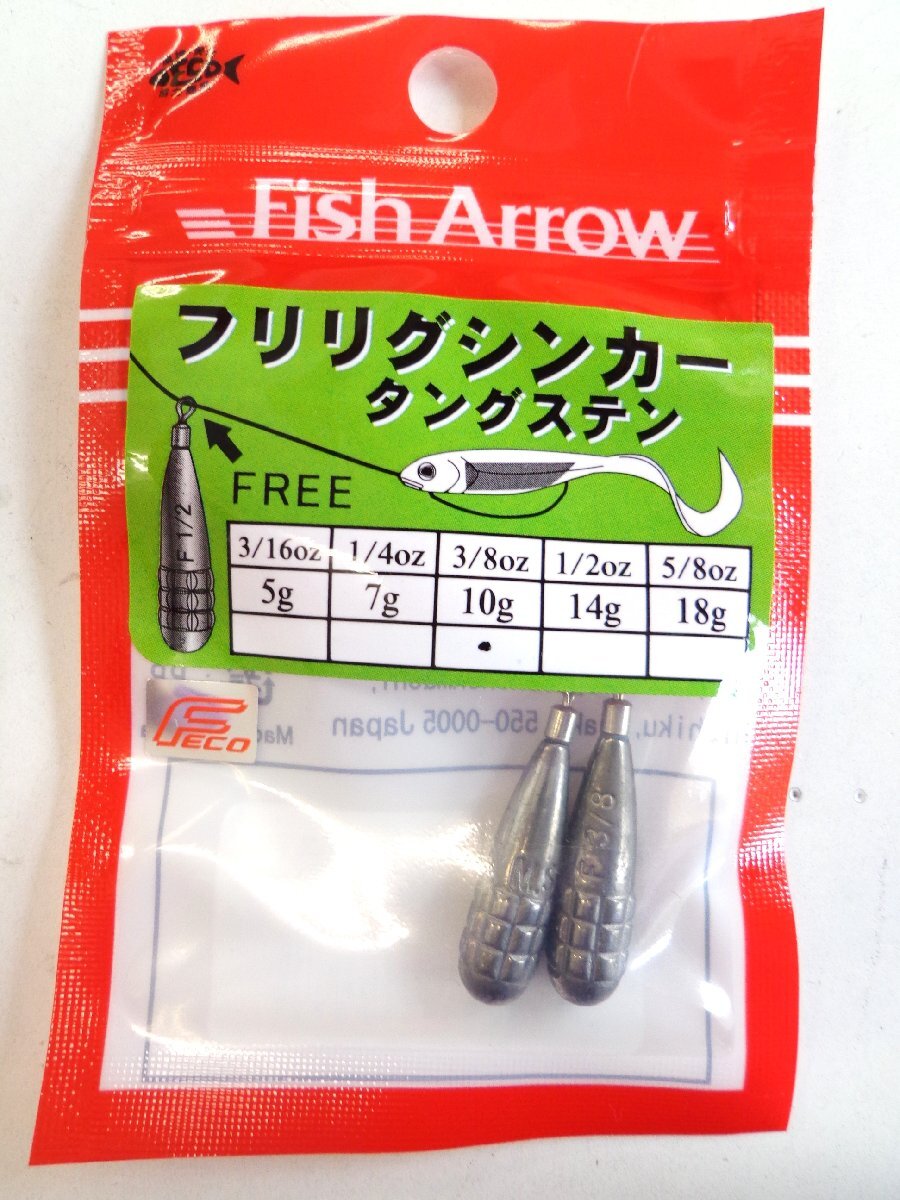 ECO
Fish Arrow
フリリグシンカー
タングステン
F 1/2
FREE
3/16oz 1/4oz 3/8oz 1/2oz 5/8oz
5g 7g 10g 14g 18g
550-0005 Japan
Feco
F 3/8